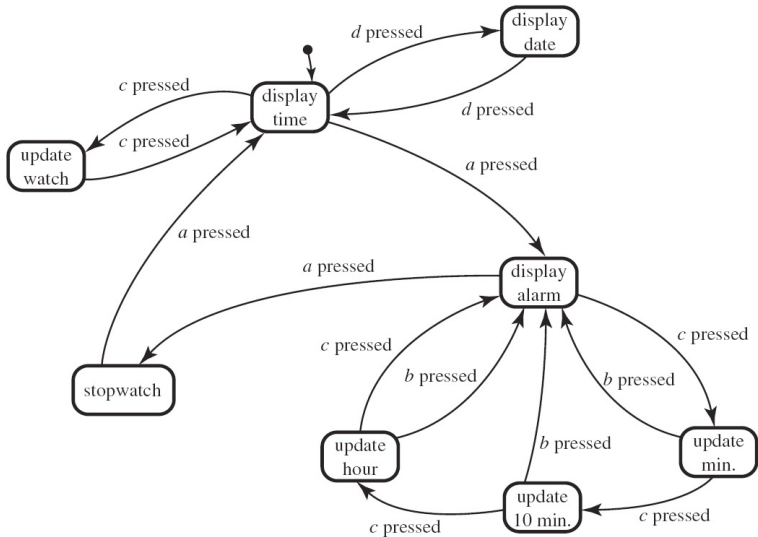 d pressed
display
date
c pressed
display
time
d pressed
c pressed
update
watch
a pressed
a pressed
a pressed
display
alarm
c pressed
c pressed
b pressed
b pressed
stopwatch
update
hour
b pressed
update
min.
update
10 min.
c pressed
c pressed